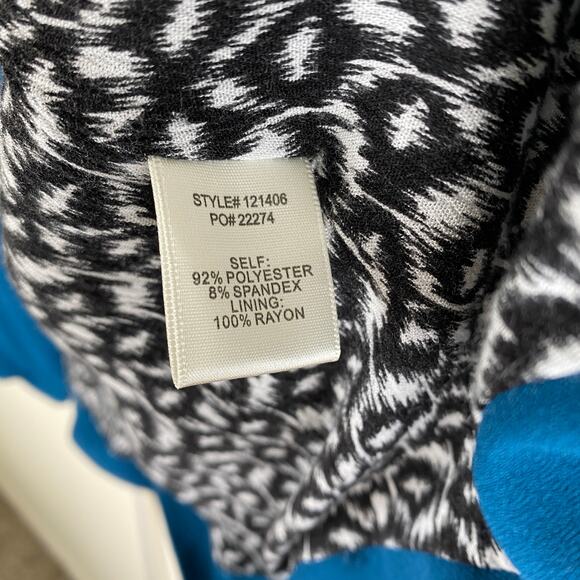 STYLE# 121406
PO# 22274
SELF:
92% POLYESTER
8% SPANDEX
LINING:
100% RAYON